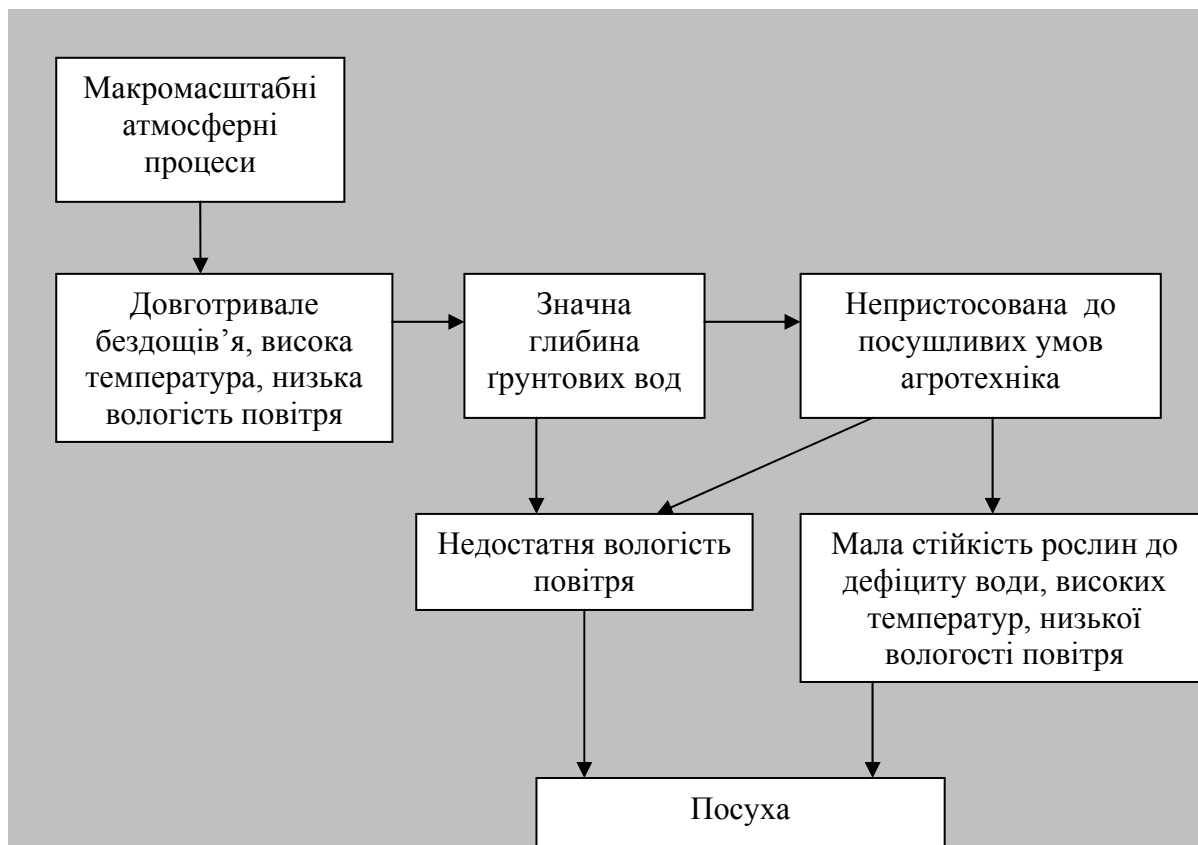 Макромасштабні
атмосферні
процеси
Довготривале
бездощів’я, висока
температура, низька
вологість повітря
Значна
глибина
ґрунтових вод
Непристосована до
посушливих умов
агротехніка
Недостатня вологість
повітря
Мала стійкість рослин до
дефіциту води, високих
температур, низької
вологості повітря
Посуха